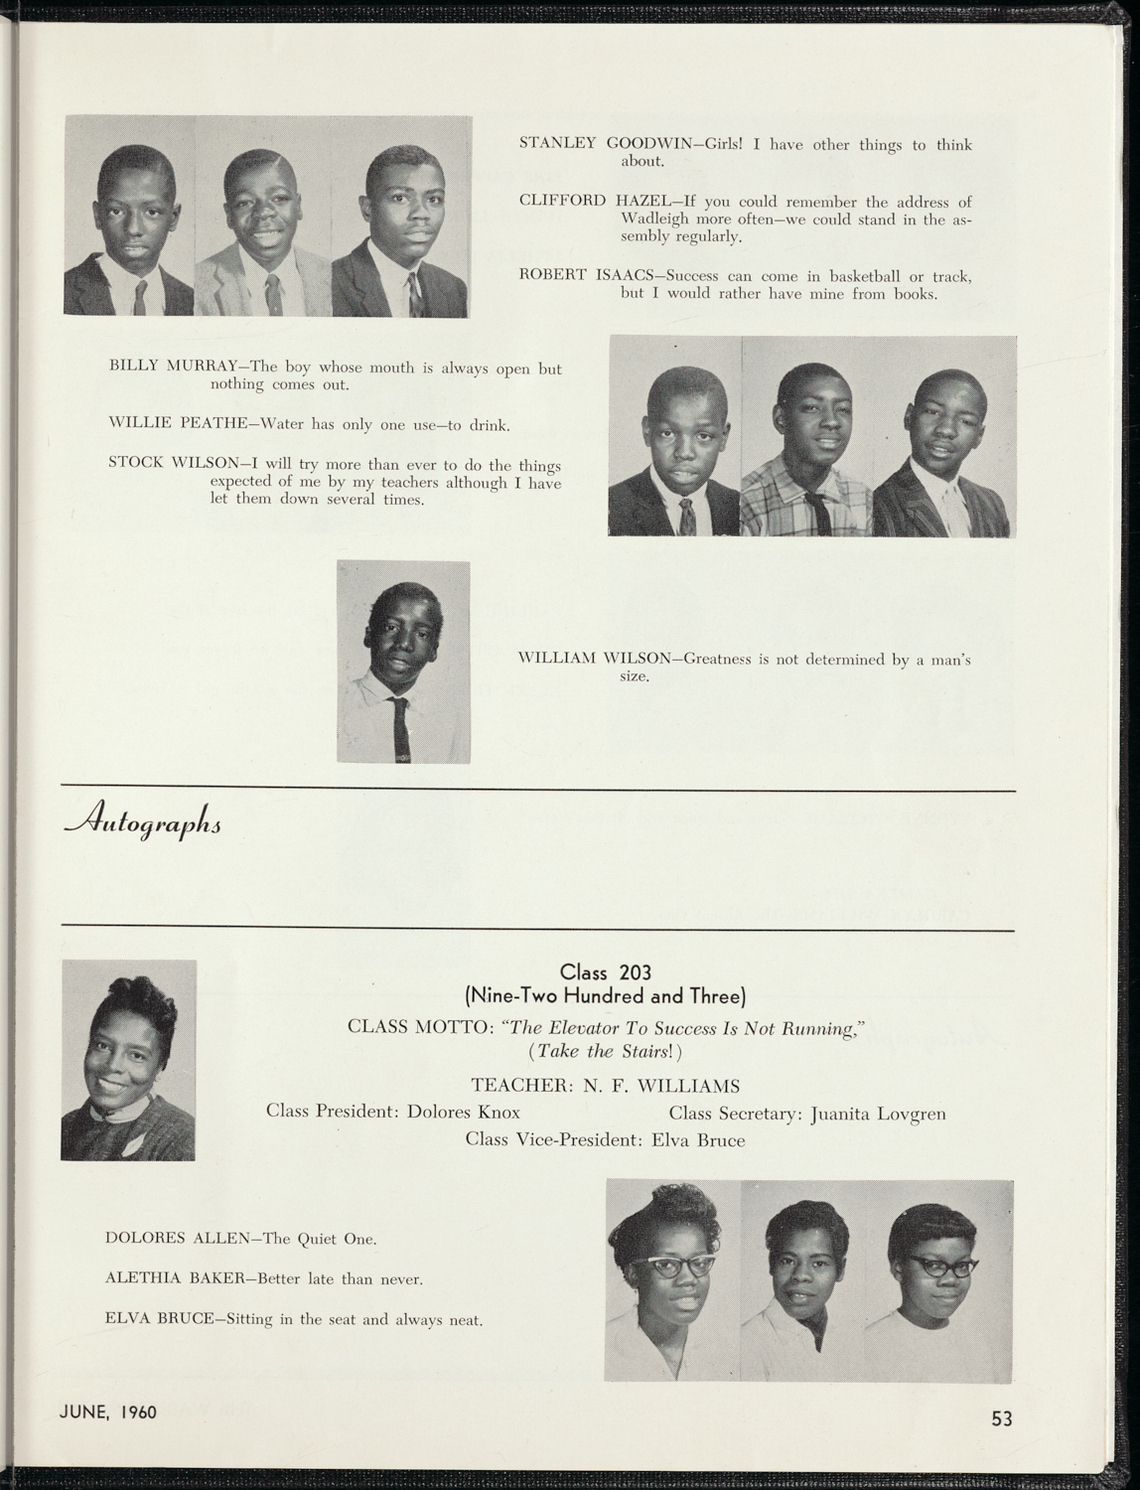 STANLEY GOODWIN—Girls! I have other things to think
about.
CLIFFORD HAZEL—If you could remember the address of
Wadleigh more often—we could stand in the as-
sembly regularly.
ROBERT ISAACS—Success can come in basketball or track,
but I would rather have mine from books.
BILLY MURRAY—The boy whose mouth is always open but
nothing comes out.
WILLIE PEATHE—Water has only one use—to drink.
STOCK WILSON—I will try more than ever to do the things
expected of me by my teachers although I have
let them down several times.
WILLIAM WILSON—Greatness is not determined by a man's
size.
Autographs
Class 203
(Nine-Two Hundred and Three)
CLASS MOTTO: "The Elevator To Success Is Not Running,"
(Take the Stairs!)
TEACHER: N. F. WILLIAMS
Class President: Dolores Knox Class Secretary: Juanita Lovgren
Class Vice-President: Elva Bruce
DOLORES ALLEN—The Quiet One.
ALETHIA BAKER—Better late than never.
ELVA BRUCE—Sitting in the seat and always neat.
JUNE, 1960 53